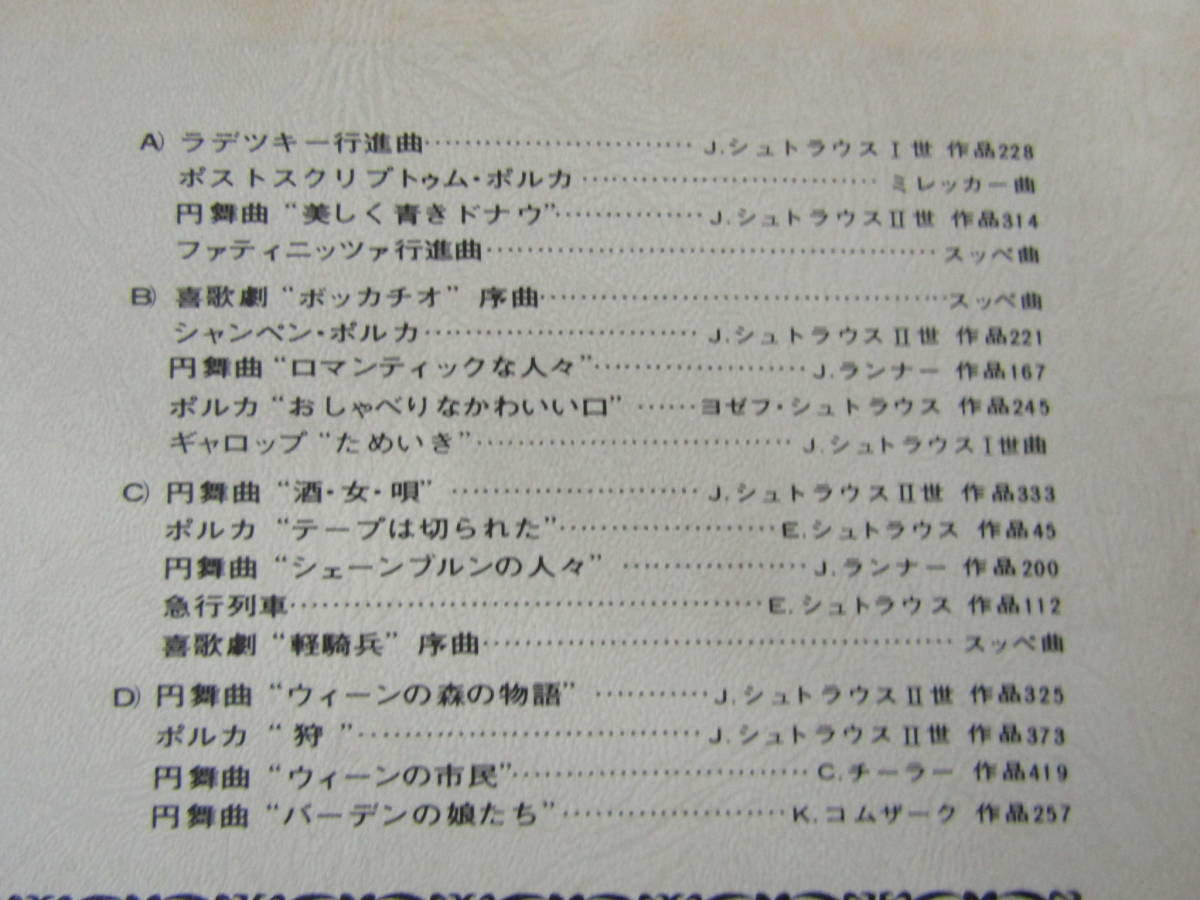 A) ラデツキー行進曲………………………J.シュトラウスⅠ世 作品228
ポストスクリプトゥム・ポルカ…………………………ミレッカー曲
円舞曲 “美しく青きドナウ”……………J.シュトラウスⅡ世 作品314
ファティニッツァ行進曲………………………………………スッペ曲
B) 喜歌劇 “ボッカチオ” 序曲……………………………………スッペ曲
シャンペン・ポルカ………………………J.シュトラウスⅡ世 作品221
円舞曲 “ロマンティックな人々”…………………J.ランナー 作品167
ポルカ “おしゃべりなかわいい口” ……ヨゼフ・シュトラウス 作品245
ギャロップ “ためいき”……………………………J.シュトラウスⅠ世曲
C) 円舞曲 “酒・女・唄” ……………………J.シュトラウスⅡ世 作品333
ポルカ “テープは切られた”…………………E.シュトラウス 作品45
円舞曲 “シェーンブルンの人々” ………………J.ランナー 作品200
急行列車…………………………………………E.シュトラウス 作品112
喜歌劇 “軽騎兵” 序曲…………………………………………スッペ曲
D) 円舞曲 “ウィーンの森の物語” …………J.シュトラウスⅡ世 作品325
ポルカ “狩”………………………………J.シュトラウスⅡ世 作品373
円舞曲 “ウィーンの市民”…………………………C.チーラー 作品419
円舞曲 “バーデンの娘たち”……………………K.コムザーク 作品257